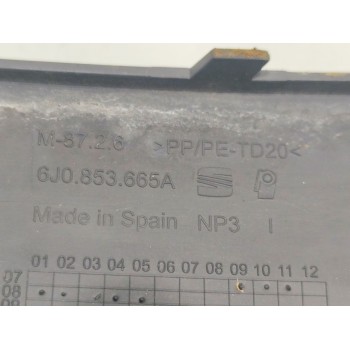 M-87.2.6 >PP/PE-TD20<
6J0.853.665A
Made in Spain NP3 I
01 02 03 04 05 06 07 08 09 10 11 12
07
08